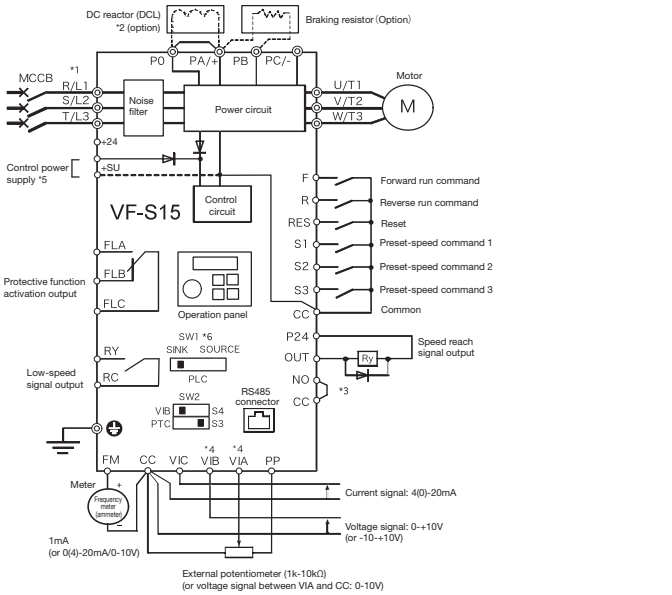 DC reactor (DCL)
*2 (option)
Braking resistor (Option)
P0
PA/+
PB
PC/-
*1
MCCB
R/L1
S/L2
T/L3
Noise
filter
Power circuit
U/T1
V/T2
W/T3
Motor
M
+24
Control power
supply *5
+SU
VF-S15
Control
circuit
F
Forward run command
R
Reverse run command
RES
Reset
S1
Preset-speed command 1
S2
Preset-speed command 2
S3
Preset-speed command 3
CC
Common
FLA
FLB
FLC
Protective function
activation output
Operation panel
P24
OUT
Ry
Speed reach
signal output
NO
CC
*3
SW1 *6
SINK SOURCE
PLC
RY
RC
Low-speed
signal output
SW2
VIB
S4
PTC
S3
RS485
connector
FM
CC
VIC
*4
VIB
*4
VIA
PP
Meter
+
Frequency
meter
(ammeter)
−
1mA
(or 0(4)-20mA/0-10V)
Current signal: 4(0)-20mA
Voltage signal: 0-+10V
(or -10-+10V)
External potentiometer (1k-10kΩ)
(or voltage signal between VIA and CC: 0-10V)